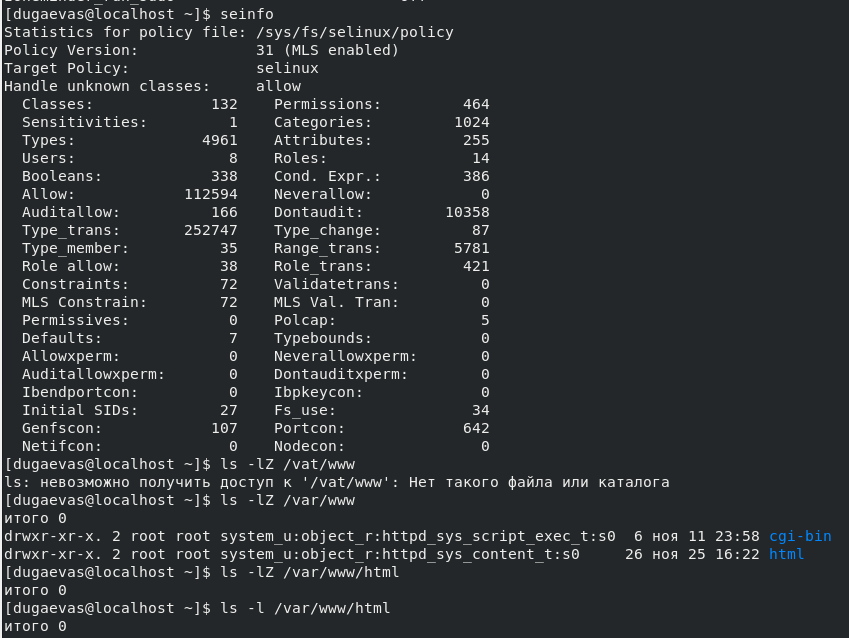 [dugaevas@localhost ~]$ seinfo
Statistics for policy file: /sys/fs/selinux/policy
Policy Version:             31 (MLS enabled)
Target Policy:              selinux
Handle unknown classes:     allow
  Classes:             132    Permissions:         464
  Sensitivities:         1    Categories:         1024
  Types:              4961    Attributes:          255
  Users:                 8    Roles:                14
  Booleans:            338    Cond. Expr.:         386
  Allow:            112594    Neverallow:            0
  Auditallow:          166    Dontaudit:         10358
  Type_trans:       252747    Type_change:          87
  Type_member:          35    Range_trans:        5781
  Role allow:           38    Role_trans:          421
  Constraints:          72    Validatetrans:         0
  MLS Constrain:        72    MLS Val. Tran:         0
  Permissives:           0    Polcap:                5
  Defaults:              7    Typebounds:            0
  Allowxperm:            0    Neverallowxperm:       0
  Auditallowxperm:       0    Dontauditxperm:        0
  Ibendportcon:          0    Ibpkeycon:             0
  Initial SIDs:         27    Fs_use:               34
  Genfscon:            107    Portcon:             642
  Netifcon:              0    Nodecon:               0
[dugaevas@localhost ~]$ ls -lZ /vat/www
ls: невозможно получить доступ к '/vat/www': Нет такого файла или каталога
[dugaevas@localhost ~]$ ls -lZ /var/www
итого 0
drwxr-xr-x. 2 root root system_u:object_r:httpd_sys_script_exec_t:s0  6 ноя 11 23:58 cgi-bin
drwxr-xr-x. 2 root root system_u:object_r:httpd_sys_content_t:s0     26 ноя 25 16:22 html
[dugaevas@localhost ~]$ ls -lZ /var/www/html
итого 0
[dugaevas@localhost ~]$ ls -l /var/www/html
итого 0